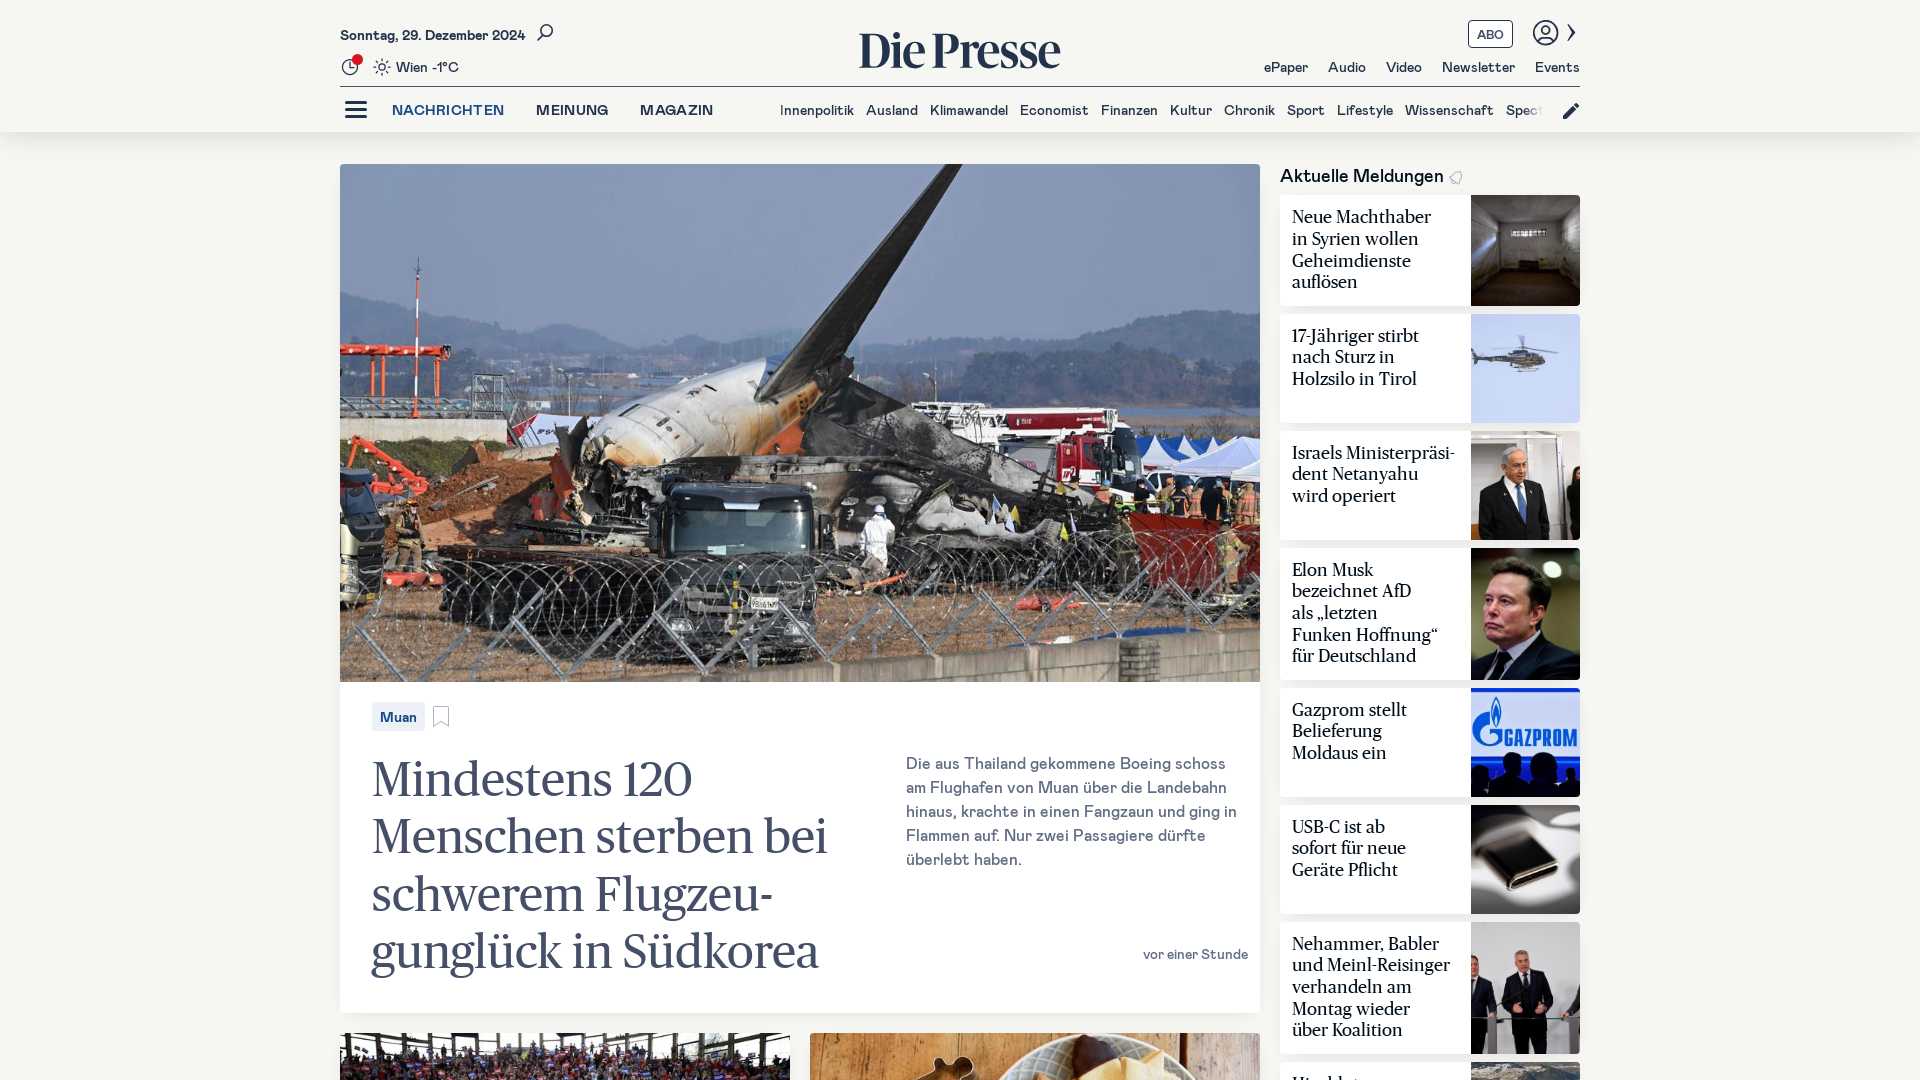 Sonntag, 29. Dezember 2024
Die Presse
ABO
Wien -1°C
ePaper Audio Video Newsletter Events
NACHRICHTEN MEINUNG MAGAZIN
Innenpolitik Ausland Klimawandel Economist Finanzen Kultur Chronik Sport Lifestyle Wissenschaft Spect
Muan
Mindestens 120
Menschen sterben bei
schwerem Flugzeu-
gunglück in Südkorea
Die aus Thailand gekommene Boeing schoss
am Flughafen von Muan über die Landebahn
hinaus, krachte in einen Fangzaun und ging in
Flammen auf. Nur zwei Passagiere dürfte
überlebt haben.
vor einer Stunde
Aktuelle Meldungen
Neue Machthaber
in Syrien wollen
Geheimdienste
auflösen
17-Jähriger stirbt
nach Sturz in
Holzsilo in Tirol
Israels Ministerpräsi-
dent Netanyahu
wird operiert
Elon Musk
bezeichnet AfD
als „letzten
Funken Hoffnung“
für Deutschland
Gazprom stellt
Belieferung
Moldaus ein
GAZPROM
USB-C ist ab
sofort für neue
Geräte Pflicht
Nehammer, Babler
und Meinl-Reisinger
verhandeln am
Montag wieder
über Koalition